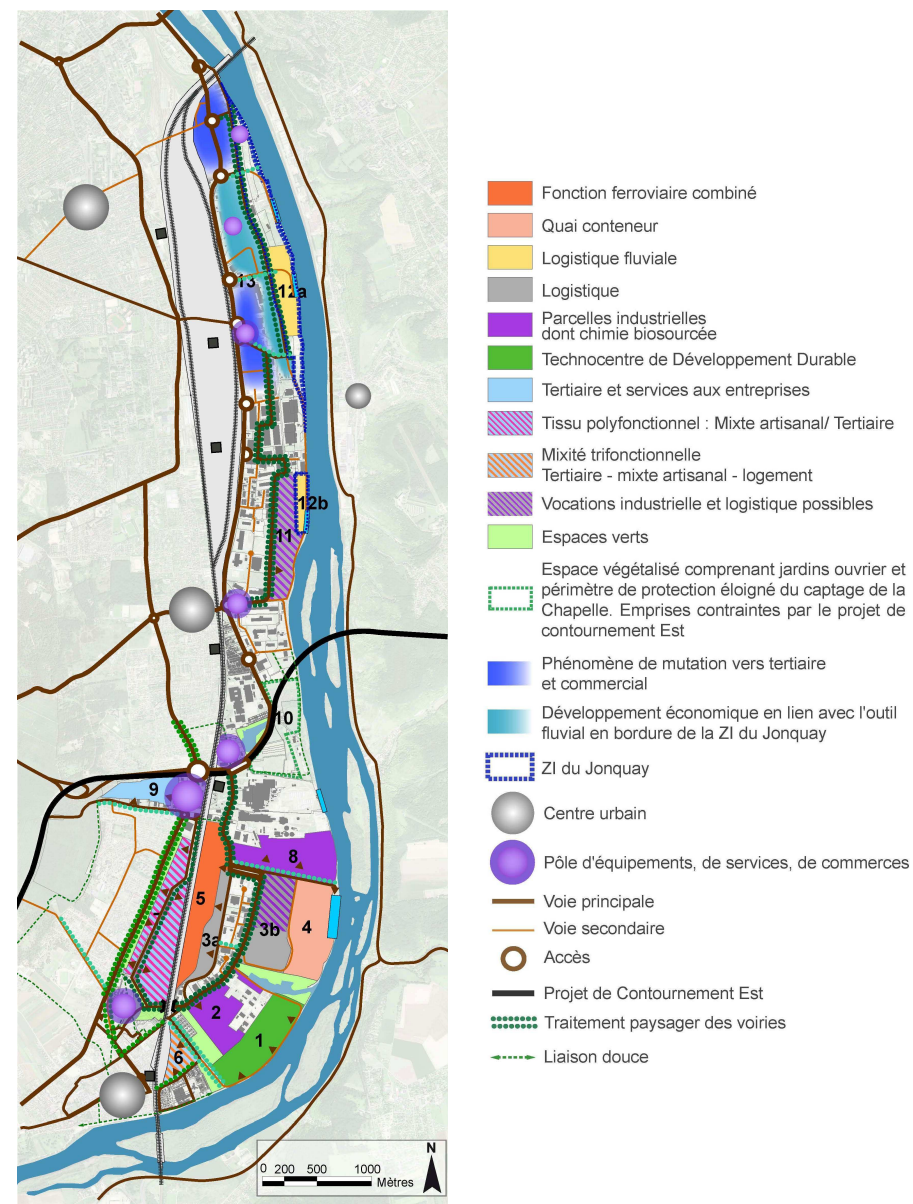 13
12a
12b
11
10
9
8
7
5
3a
3b
4
2
1
6
N
0 200 500 1000
Mètres
Fonction ferroviaire combiné
Quai conteneur
Logistique fluviale
Logistique
Parcelles industrielles
dont chimie biosourcée
Technocentre de Développement Durable
Tertiaire et services aux entreprises
Tissu polyfonctionnel : Mixte artisanal/ Tertiaire
Mixité trifonctionnelle
Tertiaire - mixte artisanal - logement
Vocations industrielle et logistique possibles
Espaces verts
Espace végétalisé comprenant jardins ouvrier et
périmètre de protection éloigné du captage de la
Chapelle. Emprises contraintes par le projet de
contournement Est
Phénomène de mutation vers tertiaire
et commercial
Développement économique en lien avec l'outil
fluvial en bordure de la ZI du Jonquay
ZI du Jonquay
Centre urbain
Pôle d'équipements, de services, de commerces
Voie principale
Voie secondaire
Accès
Projet de Contournement Est
Traitement paysager des voiries
Liaison douce